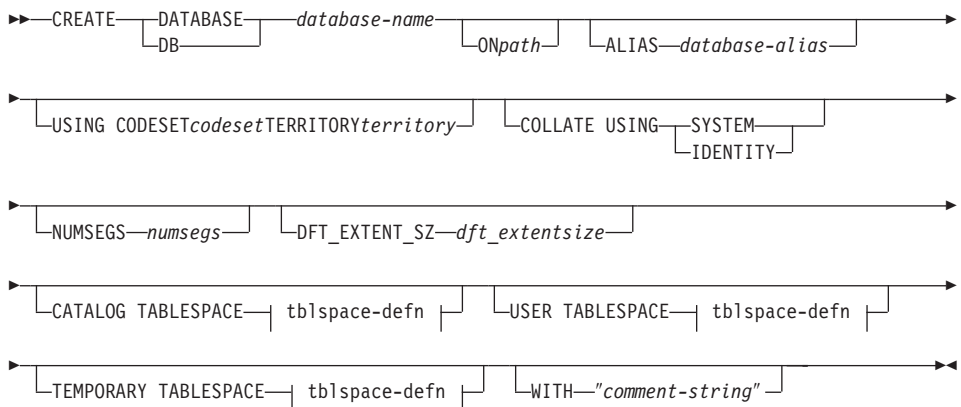 CREATE DATABASE database-name
DB ONpath ALIAS database-alias
USING CODESETcodesetTERRITORYterritory COLLATE USING SYSTEM
IDENTITY
NUMSEGS numsegs DFT_EXTENT_SZ dft_extentsize
CATALOG TABLESPACE tblspace-defn USER TABLESPACE tblspace-defn
TEMPORARY TABLESPACE tblspace-defn WITH "comment-string"